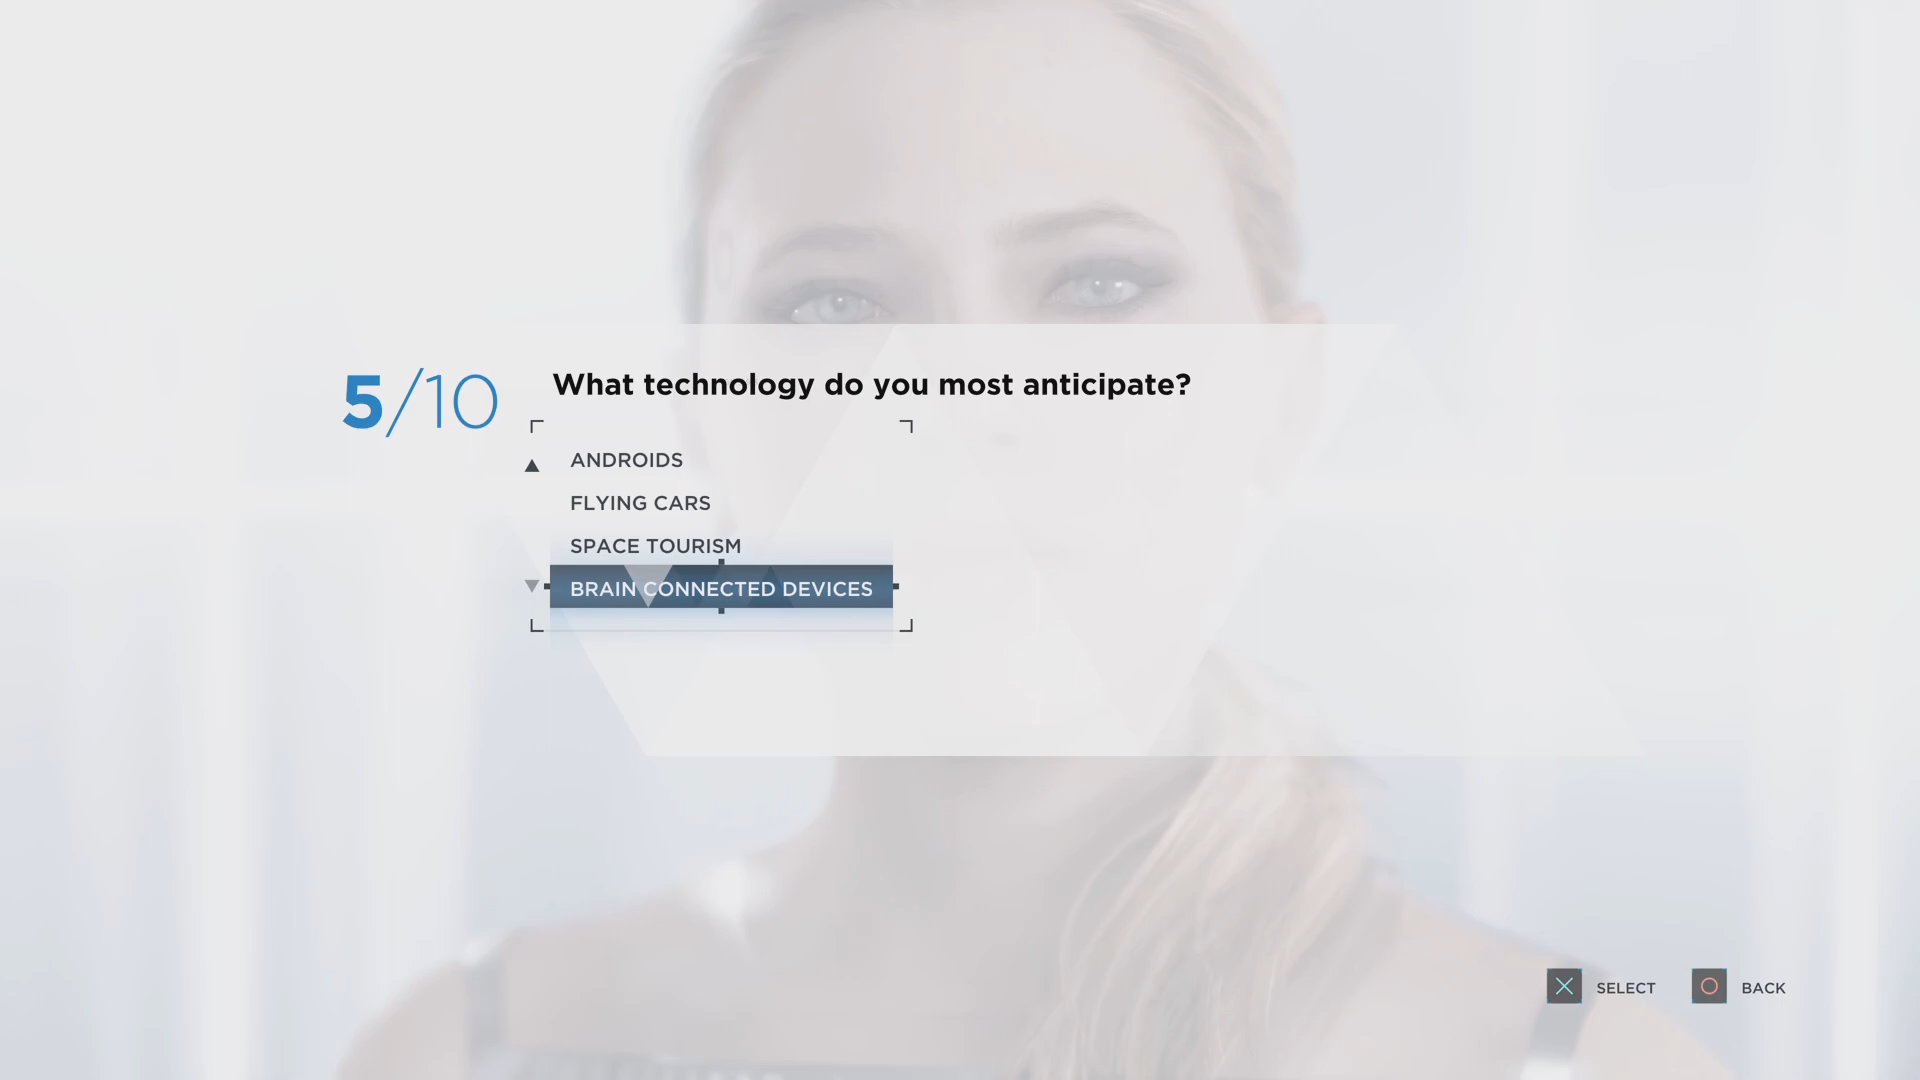 5/10
What technology do you most anticipate?
ANDROIDS
FLYING CARS
SPACE TOURISM
BRAIN CONNECTED DEVICES
SELECT
BACK